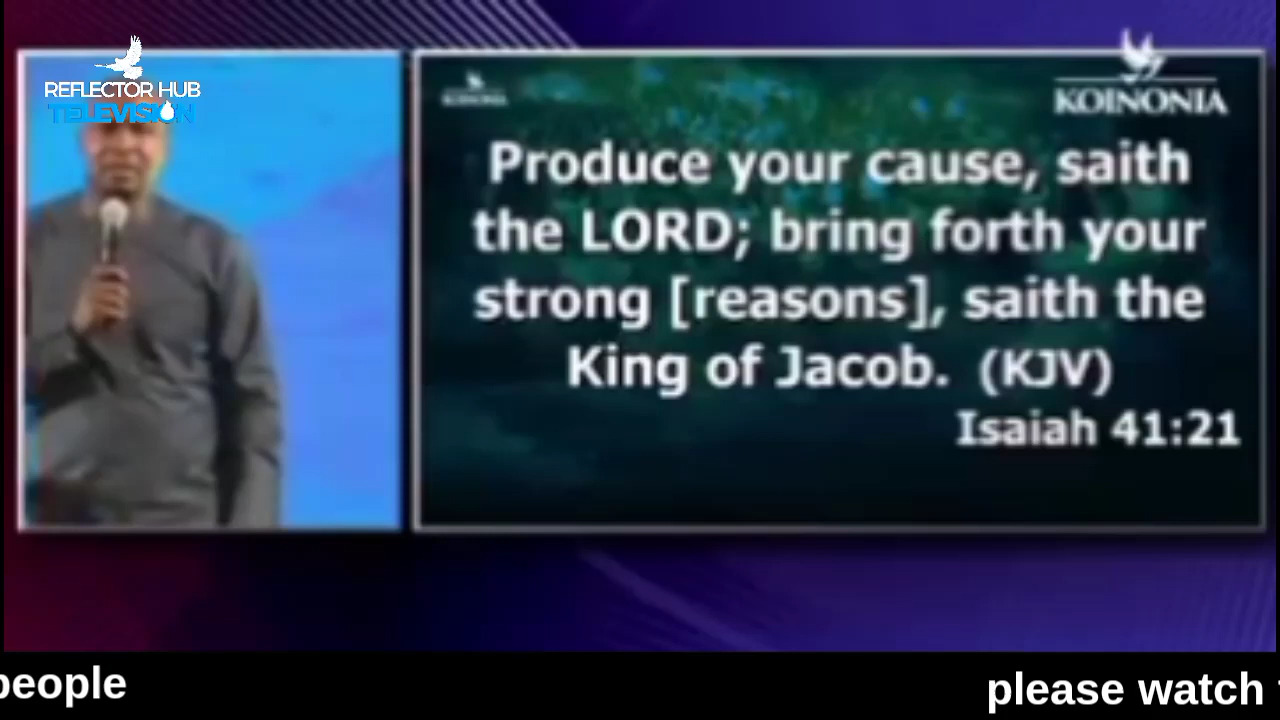 REFLECTOR HUB
TELEVISION
KOINONIA
KOINONIA
Produce your cause, saith
the LORD; bring forth your
strong [reasons], saith the
King of Jacob. (KJV)
Isaiah 41:21
people
please watch